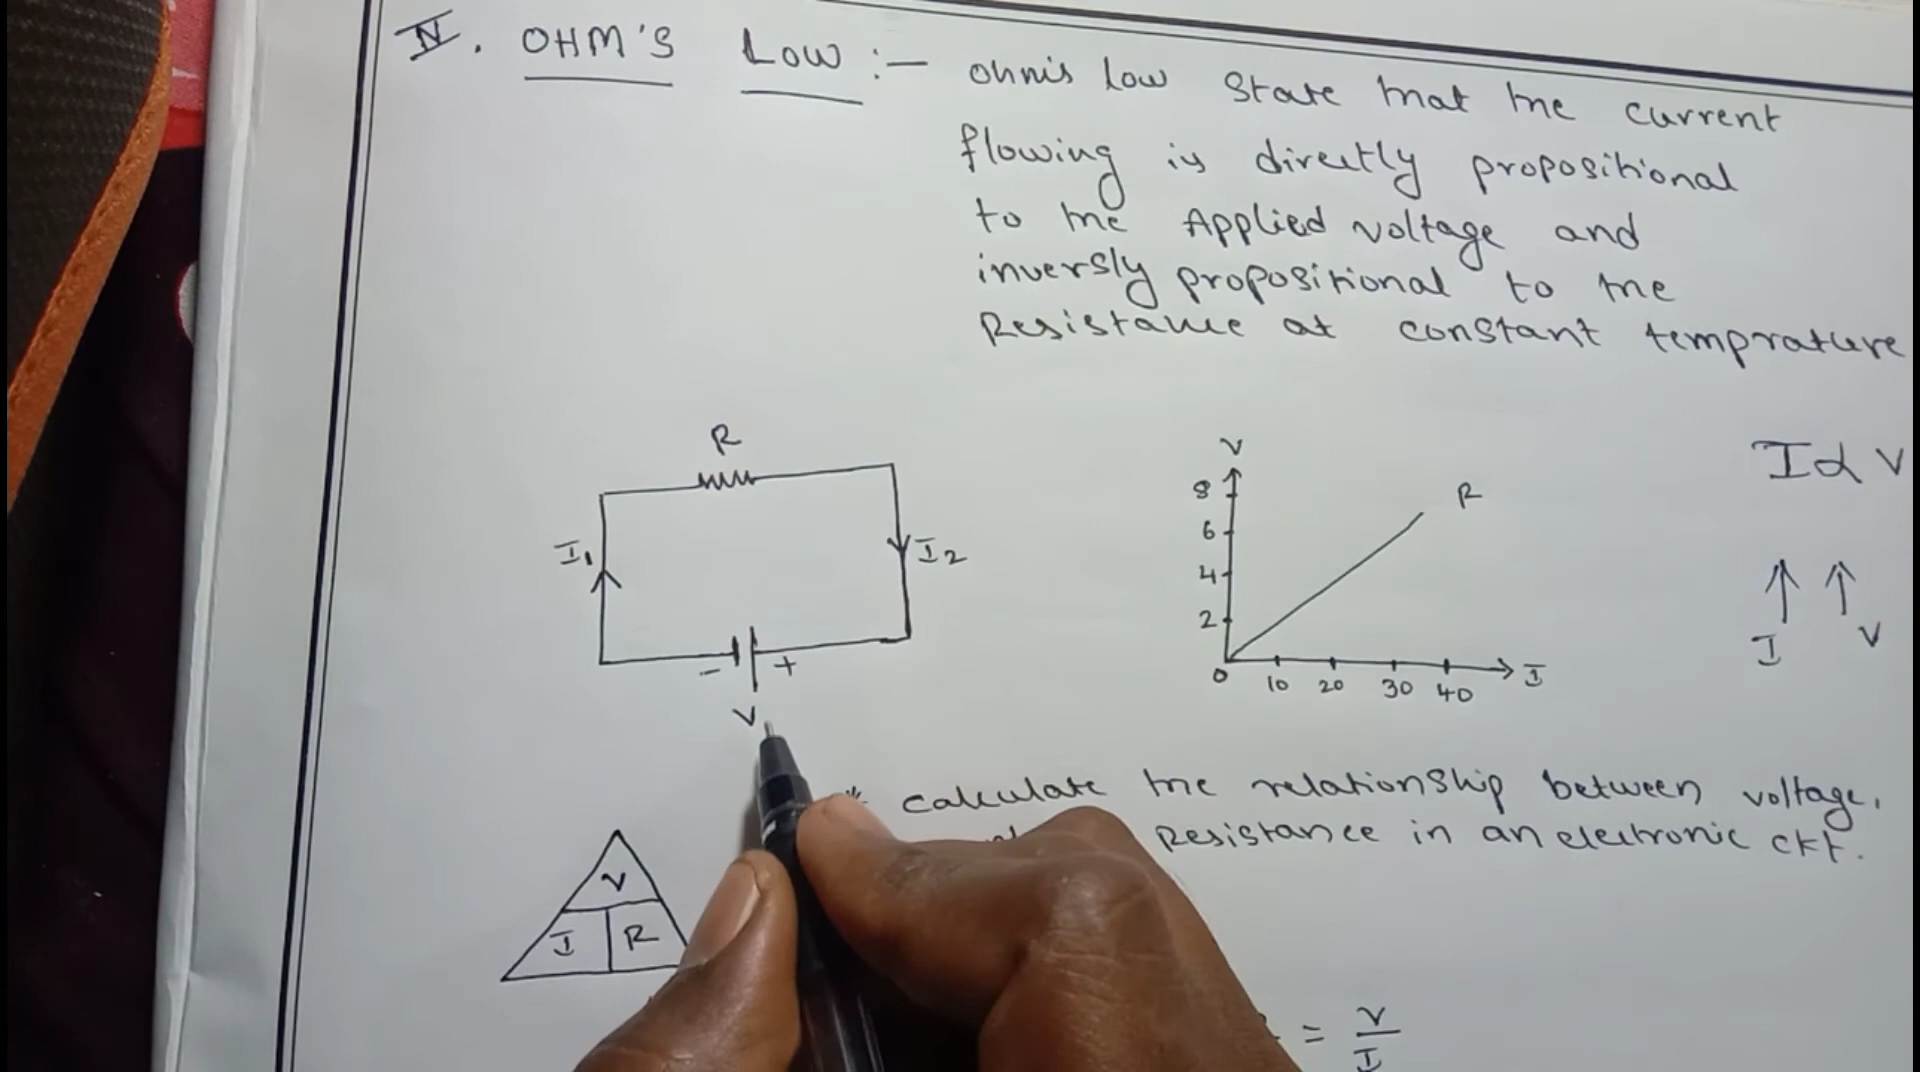 IV. OHM'S LOW :- ohm's low state that the current
flowing is directly propositional
to the Applied voltage and
inversly propositional to the
Resistance at constant temprature
R
I1
I2
- +
V
V
8
6
4
2
0
10 20 30 40
I
R
I α V
↑ ↑
I V
* calculate the relationship between voltage,
Resistance in an electronic ckt.
V
I R
= V
I